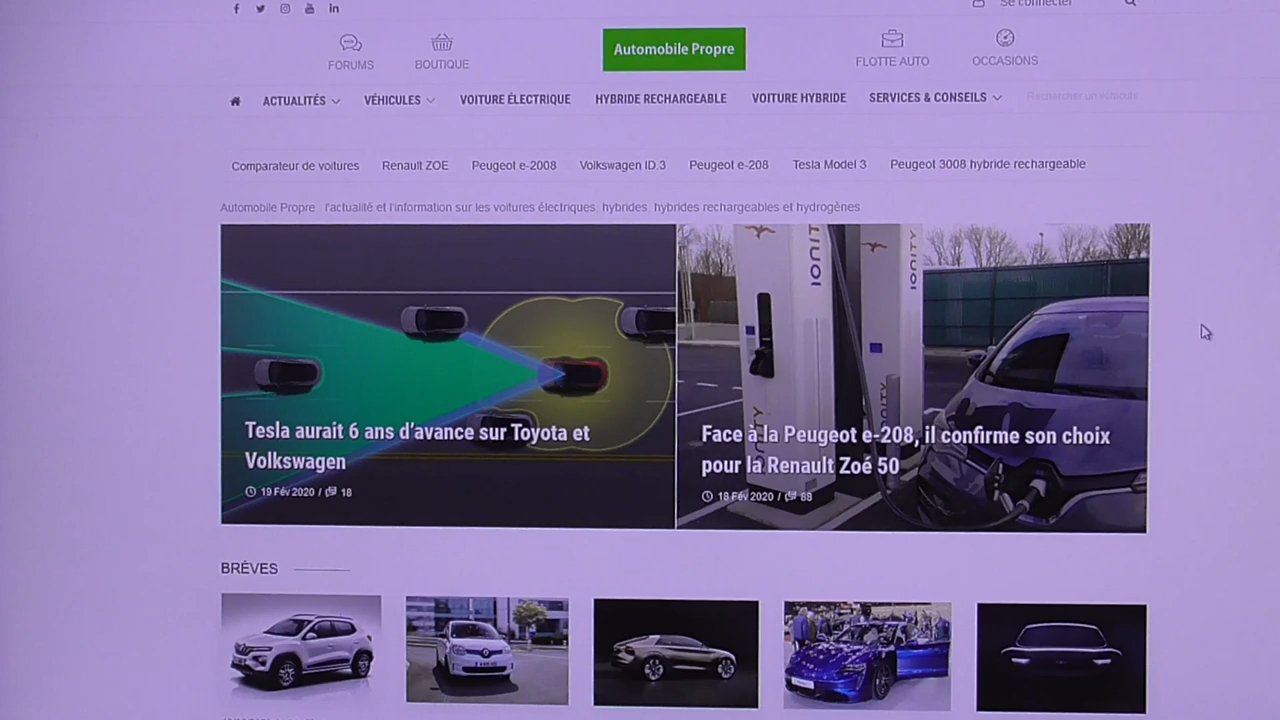 Se connecter
FORUMS
BOUTIQUE
Automobile Propre
FLOTTE AUTO
OCCASIONS
ACTUALITÉS
VÉHICULES
VOITURE ÉLECTRIQUE
HYBRIDE RECHARGEABLE
VOITURE HYBRIDE
SERVICES & CONSEILS
Rechercher un véhicule
Comparateur de voitures
Renault ZOE
Peugeot e-2008
Volkswagen ID.3
Peugeot e-208
Tesla Model 3
Peugeot 3008 hybride rechargeable
Automobile Propre : l'actualité et l'information sur les voitures électriques, hybrides, hybrides rechargeables et hydrogènes
IONITY
IONITY
IONITY
IONITY
Tesla aurait 6 ans d'avance sur Toyota et
Volkswagen
19 Fév 2020 / 18
Face à la Peugeot e-208, il confirme son choix
pour la Renault Zoé 50
18 Fév 2020 / 88
BRÈVES